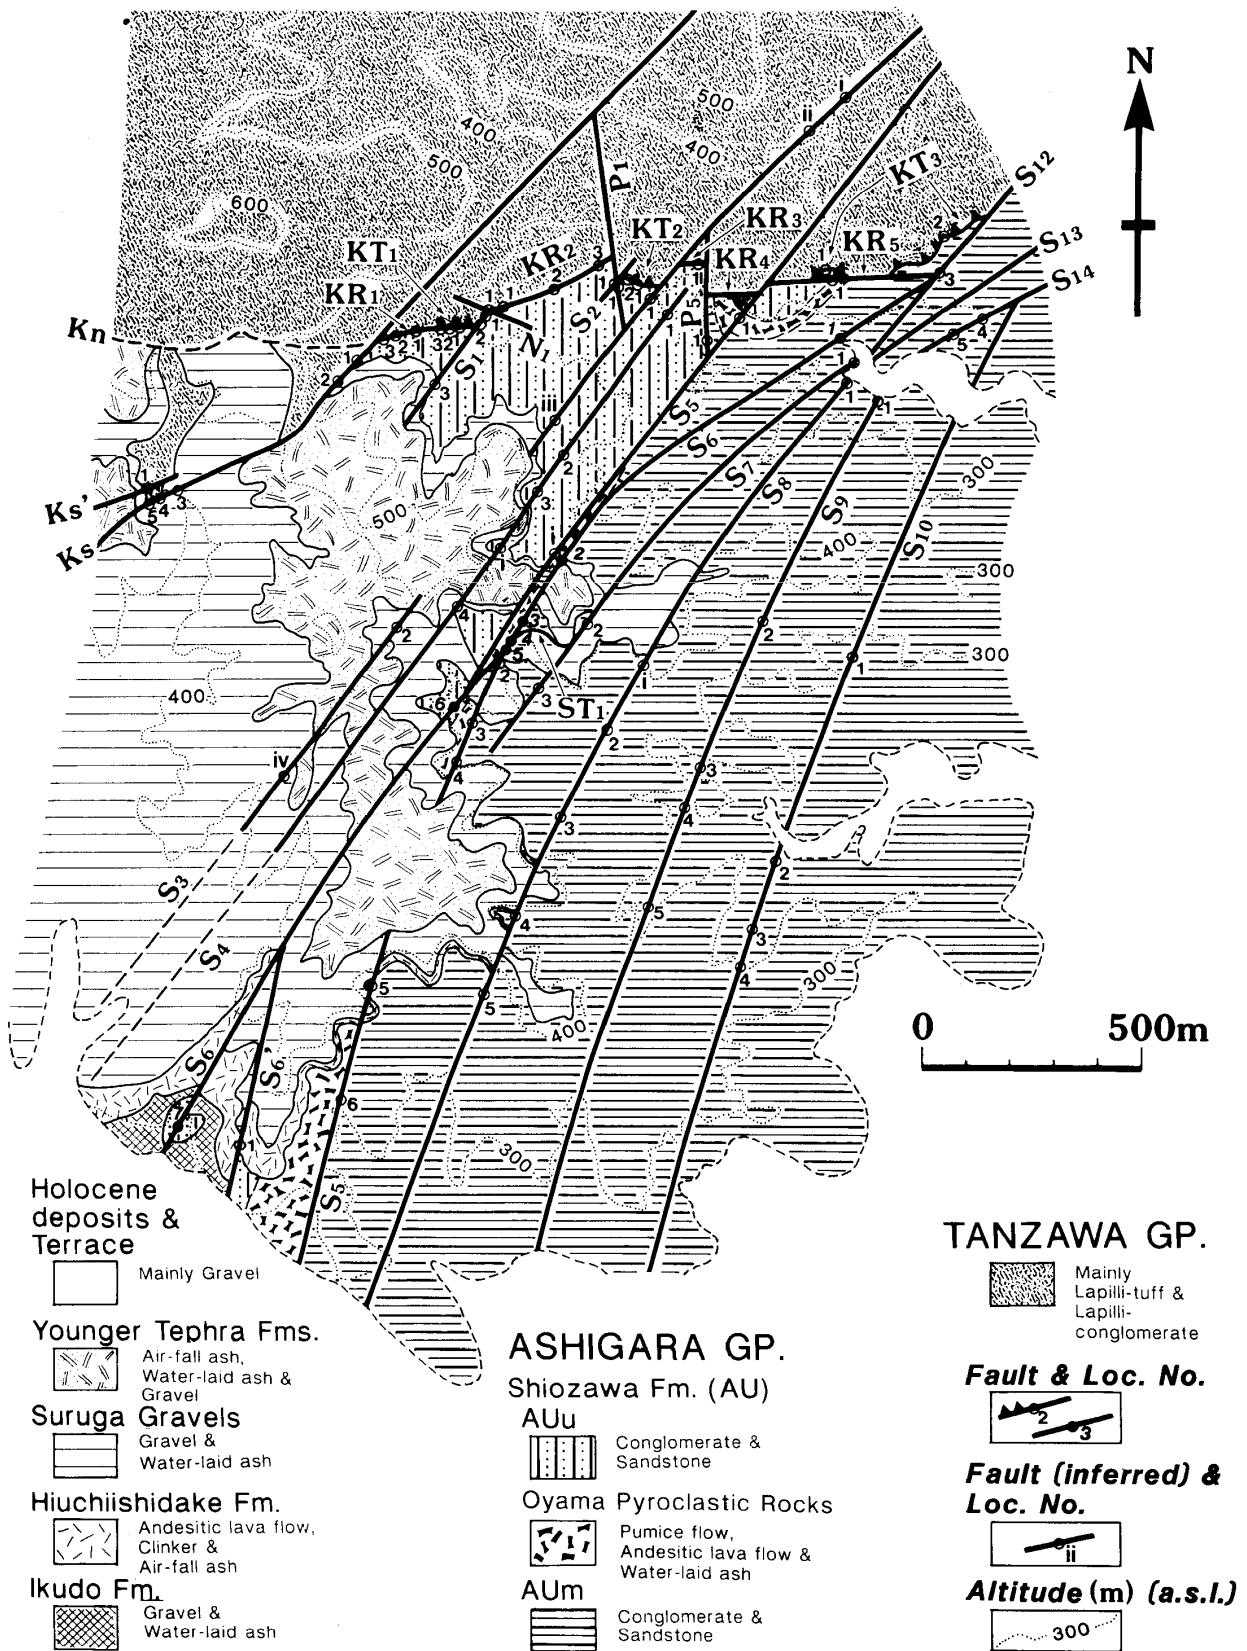 N
500
400
ii
i
400
500
P1
KT3
S12
600
KT2
KR3
S13
KT1
KR2
KR4
KR5
S14
KR1
Kn
N1
S2
P5
S1
iii
S5
S6
S7
S8
S9
S10
300
Ks'
500
400
Ks
300
300
400
ST1
iv
S3
S4
300
400
0 500m
S6
S6'
300
S5
Holocene
deposits &
Terrace
Mainly Gravel
Younger Tephra Fms.
Air-fall ash,
Water-laid ash &
Gravel
Suruga Gravels
Gravel &
Water-laid ash
Hiuchiishidake Fm.
Andesitic lava flow,
Clinker &
Air-fall ash
Ikudo Fm.
Gravel &
Water-laid ash
ASHIGARA GP.
Shiozawa Fm. (AU)
AUu
Conglomerate &
Sandstone
Oyama Pyroclastic Rocks
Pumice flow,
Andesitic lava flow &
Water-laid ash
AUm
Conglomerate &
Sandstone
TANZAWA GP.
Mainly
Lapilli-tuff &
Lapilli-
conglomerate
Fault & Loc. No.
2
3
Fault (inferred) &
Loc. No.
ii
Altitude (m) (a.s.l.)
300